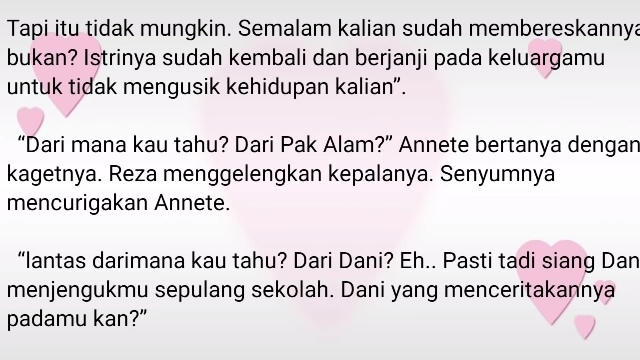 Tapi itu tidak mungkin. Semalam kalian sudah membereskannya
bukan? Istrinya sudah kembali dan berjanji pada keluargamu
untuk tidak mengusik kehidupan kalian”.
“Dari mana kau tahu? Dari Pak Alam?” Annete bertanya dengan
kagetnya. Reza menggelengkan kepalanya. Senyumnya
mencurigakan Annete.
“lantas darimana kau tahu? Dari Dani? Eh.. Pasti tadi siang Dan
menjengukmu sepulang sekolah. Dani yang menceritakannya
padamu kan?”